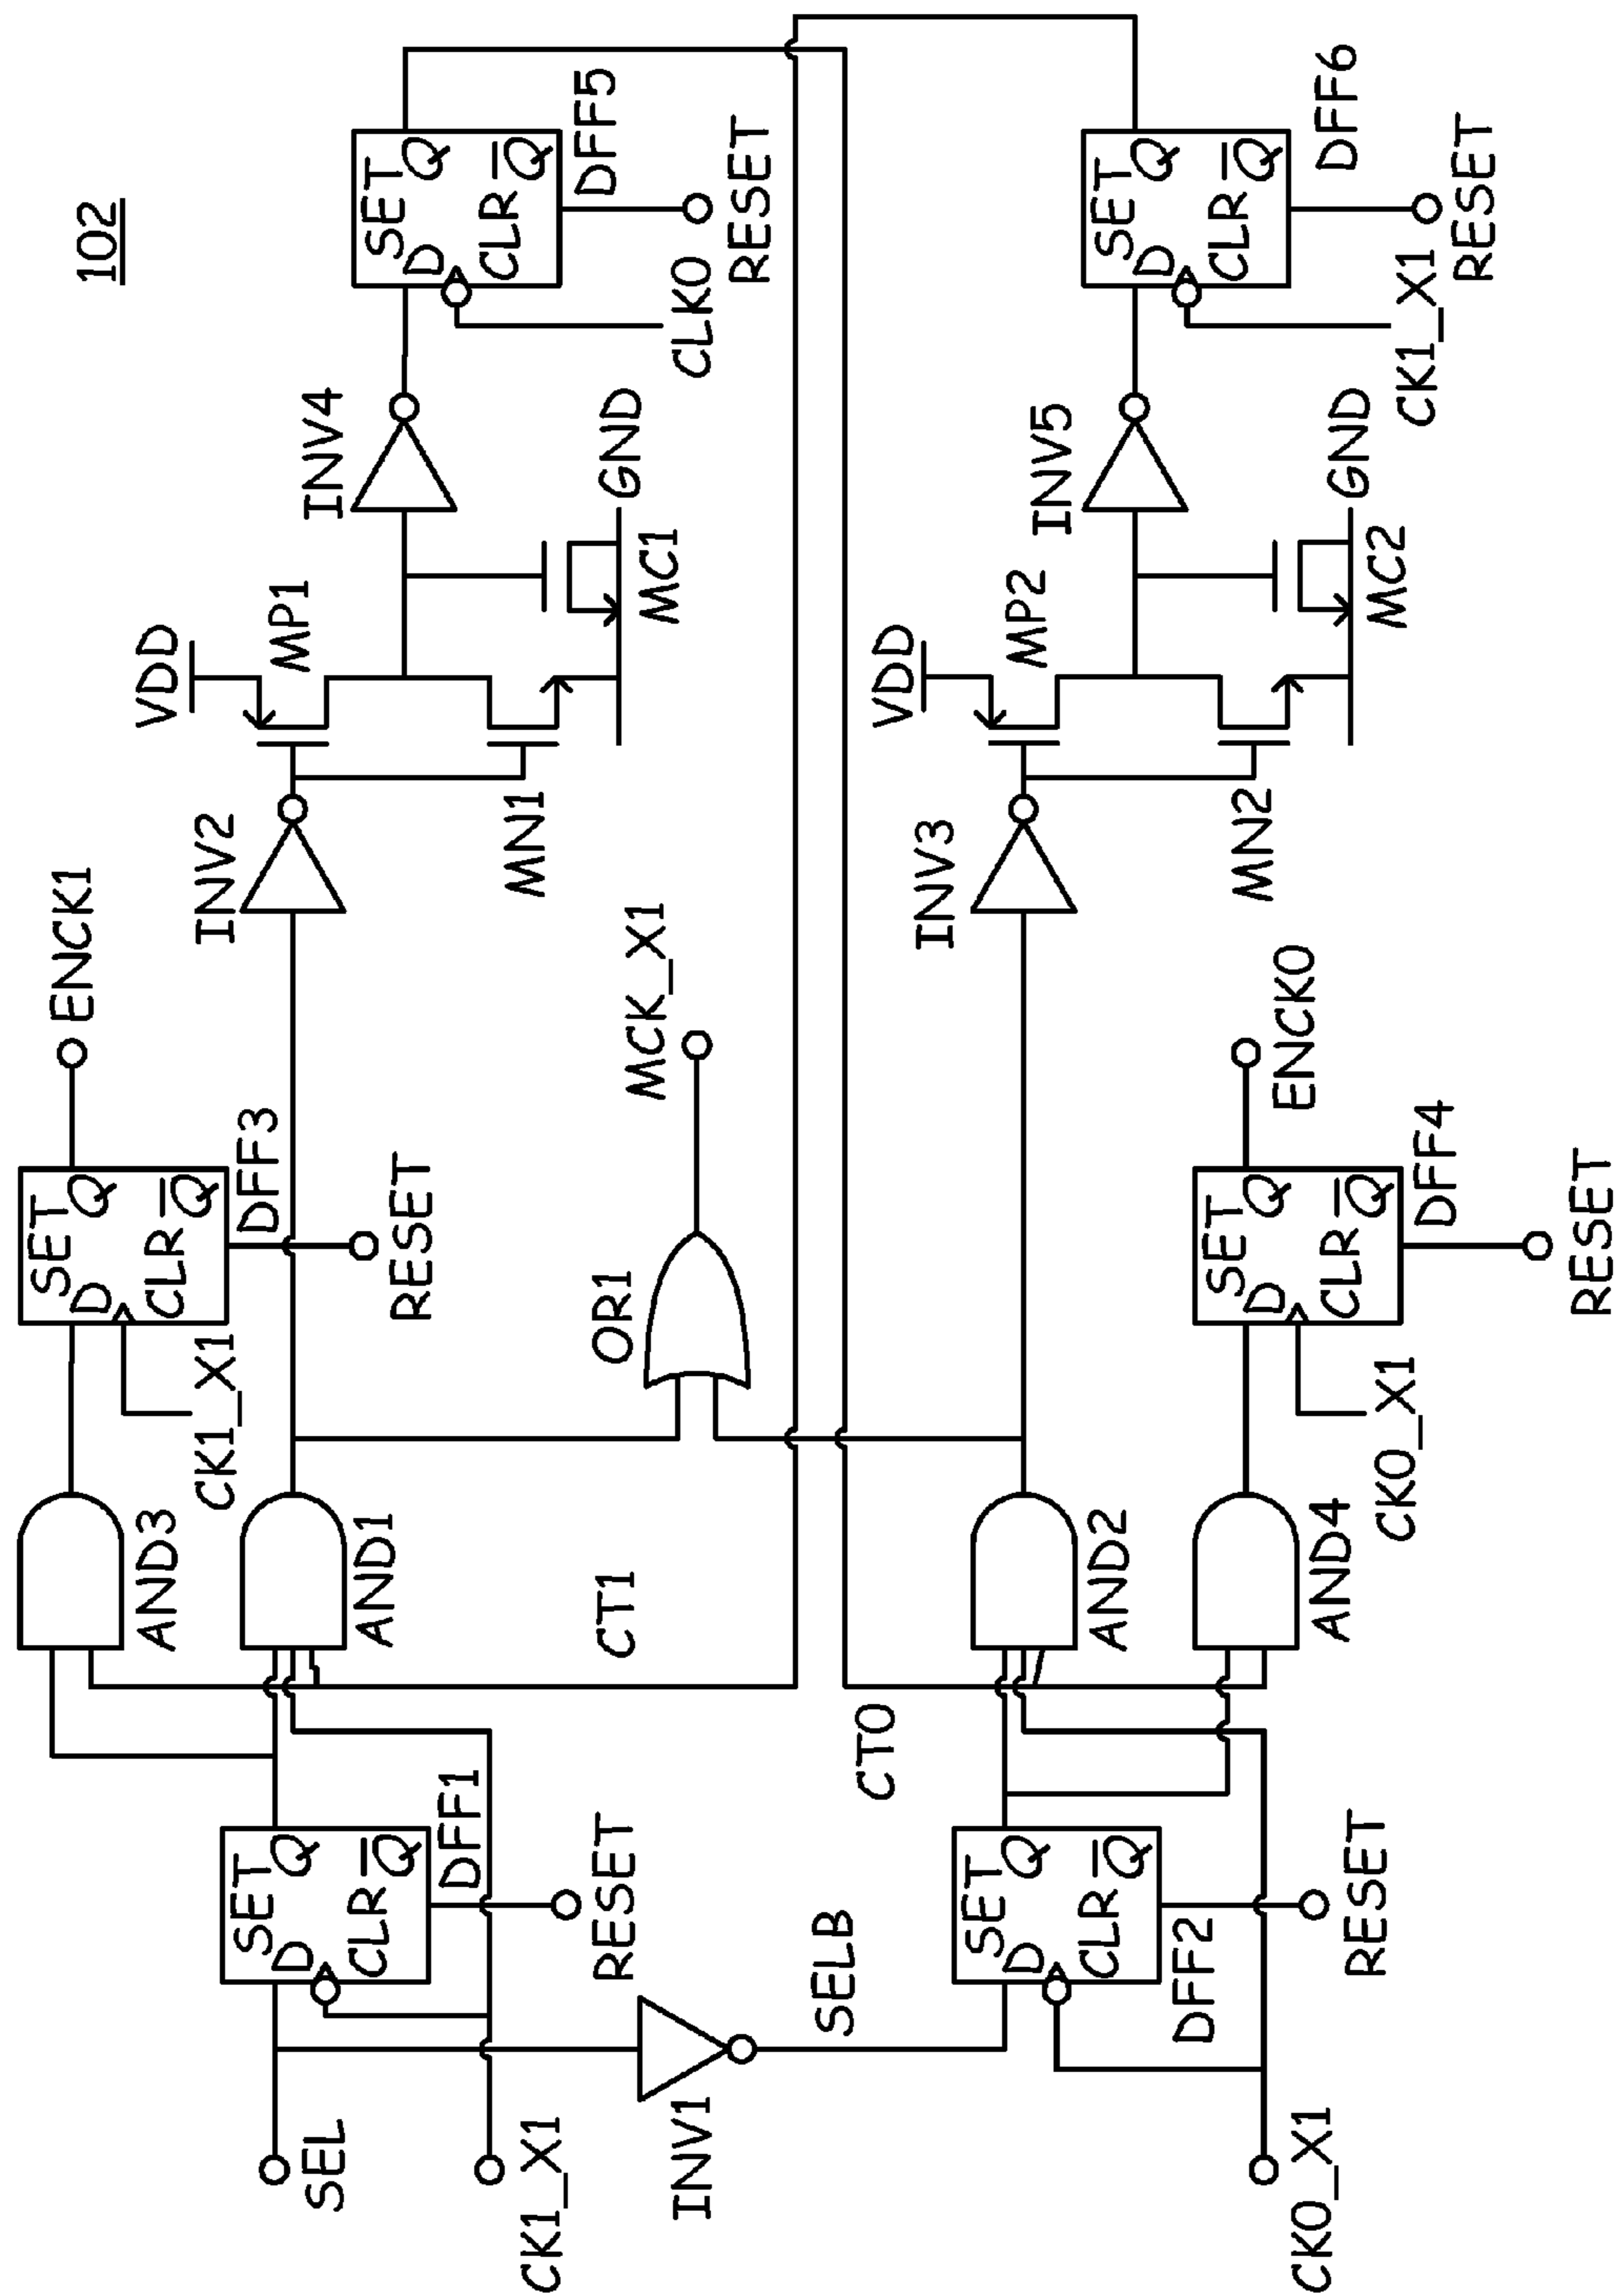 102
SEL
CK1_X1
INV1
SELB
CK0_X1
SET
D
Q
CLR
Q
DFF1
RESET
SET
D
Q
CLR
Q
DFF2
RESET
CT1
CT0
AND3
AND1
AND2
AND4
CK1_X1
SET
D
Q
CLR
Q
DFF3
RESET
ENCK1
OR1
MCK_X1
CK0_X1
SET
D
Q
CLR
Q
DFF4
RESET
ENCK0
INV2
VDD
MP1
MN1
MC1
GND
INV4
SET
D
Q
CLR
Q
DFF5
CLK0
RESET
INV3
VDD
MP2
MN2
MC2
GND
INV5
SET
D
Q
CLR
Q
DFF6
CK1_X1
RESET